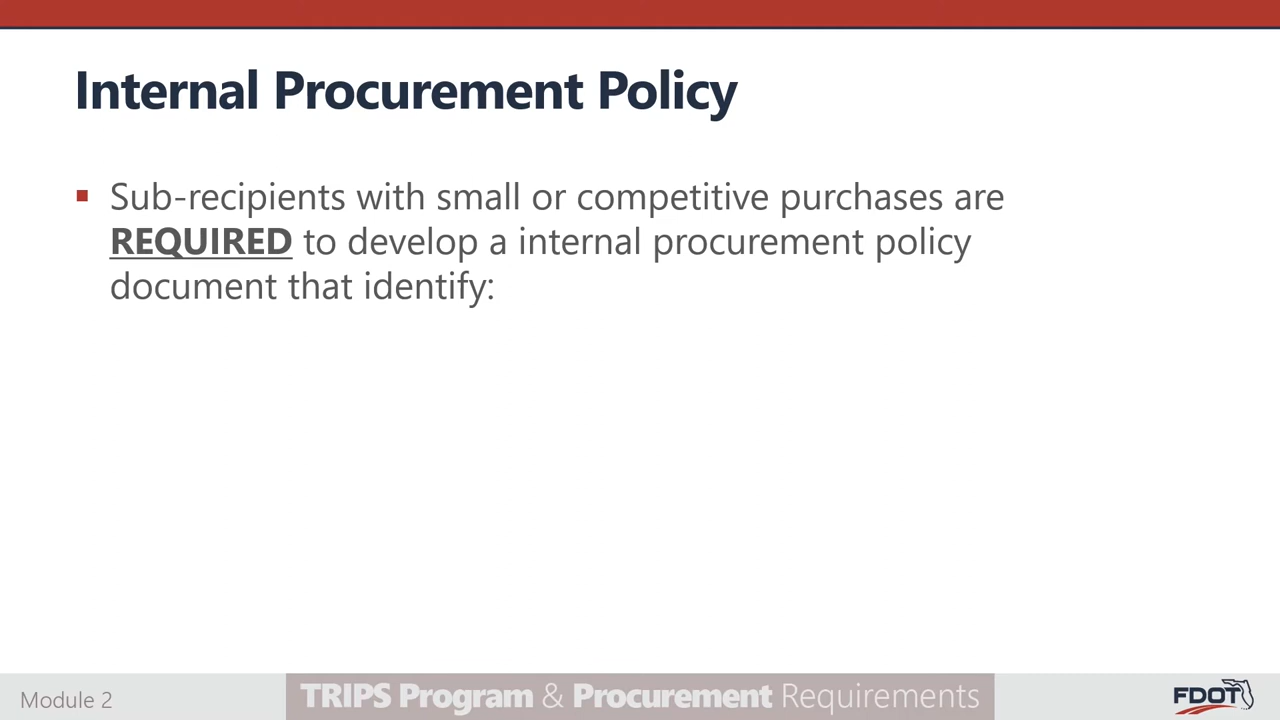 Internal Procurement Policy
Sub-recipients with small or competitive purchases are
REQUIRED to develop a internal procurement policy
document that identify:
Module 2
TRIPS Program & Procurement Requirements
FDOT